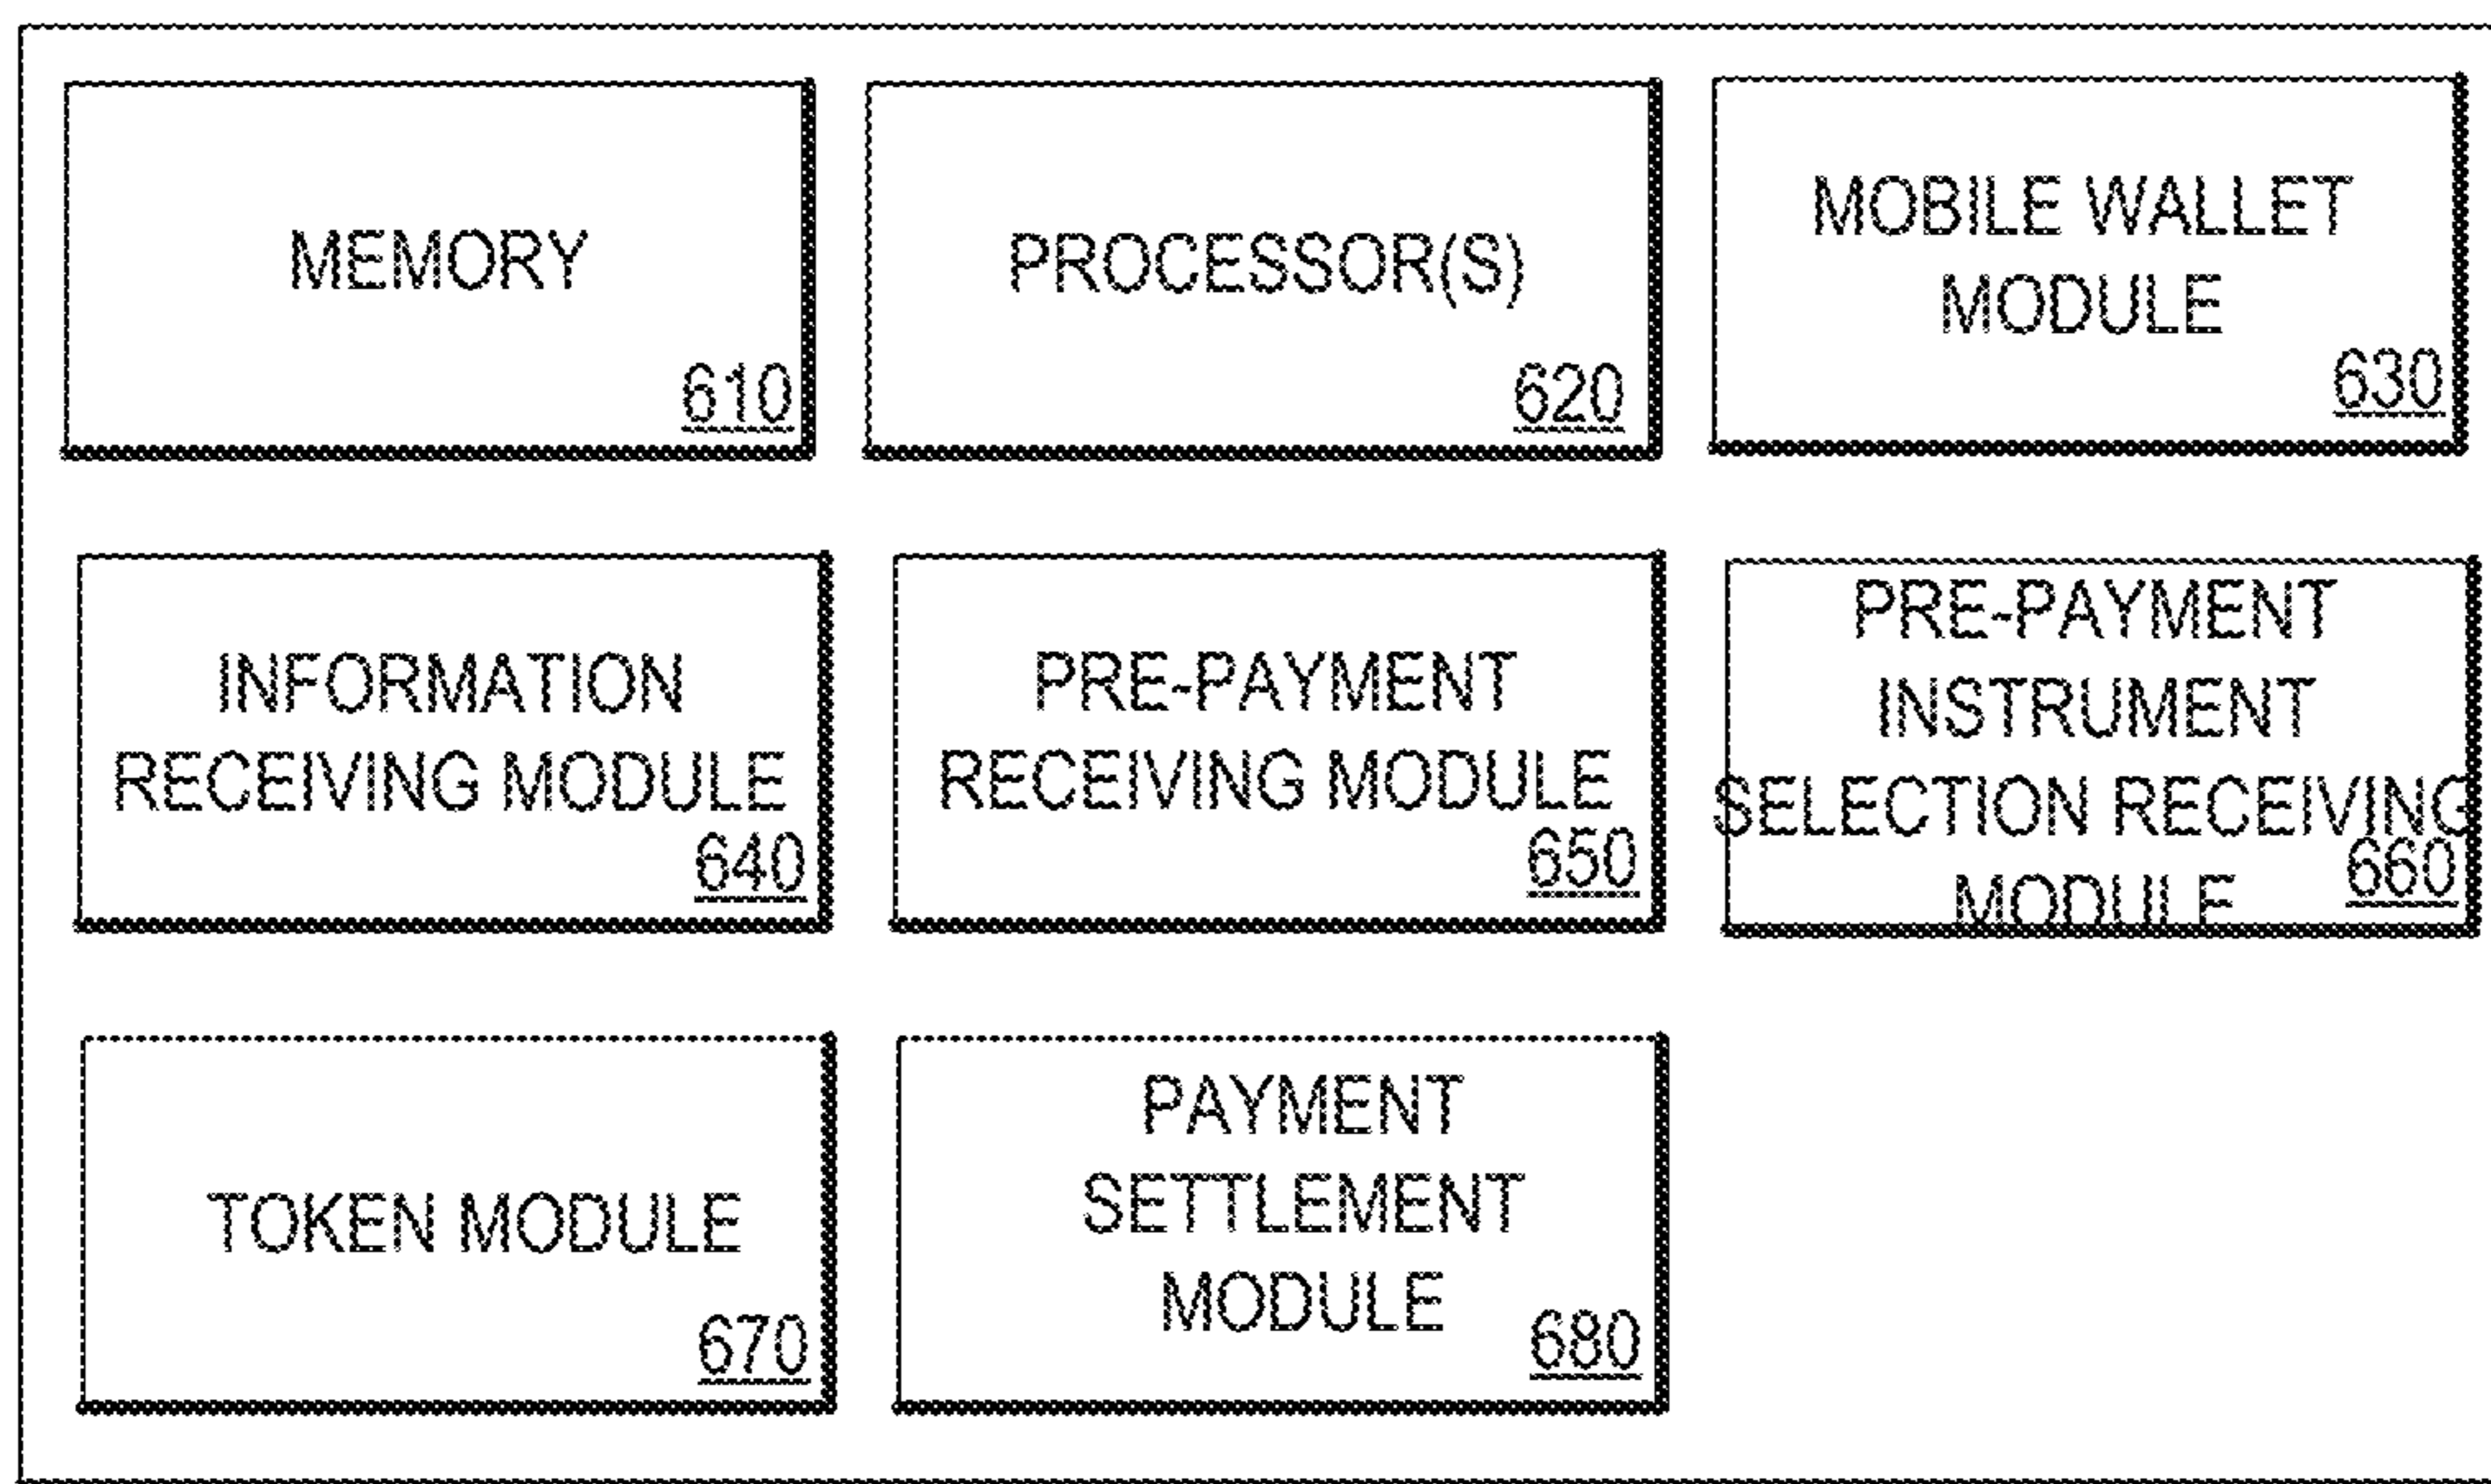 MEMORY
610
PROCESSOR(S)
620
MOBILE WALLET
MODULE
630
INFORMATION
RECEIVING MODULE
640
PRE-PAYMENT
RECEIVING MODULE
650
PRE-PAYMENT
INSTRUMENT
SELECTION RECEIVING
MODULE
660
TOKEN MODULE
670
PAYMENT
SETTLEMENT
MODULE
680